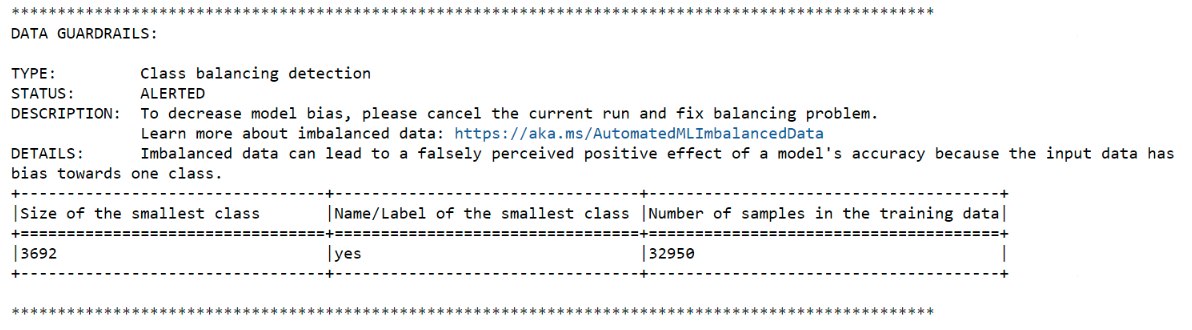 ****************************************************************************************************
DATA GUARDRAILS:
TYPE:         Class balancing detection
STATUS:       ALERTED
DESCRIPTION:  To decrease model bias, please cancel the current run and fix balancing problem.
              Learn more about imbalanced data: https://aka.ms/AutomatedMLImbalancedData
DETAILS:      Imbalanced data can lead to a falsely perceived positive effect of a model's accuracy because the input data has
bias towards one class.
+---------------------------------+---------------------------------+--------------------------------------+
|Size of the smallest class       |Name/Label of the smallest class |Number of samples in the training data|
+=================================+=================================+======================================+
|3692                             |yes                              |32950                                 |
+---------------------------------+---------------------------------+--------------------------------------+
****************************************************************************************************